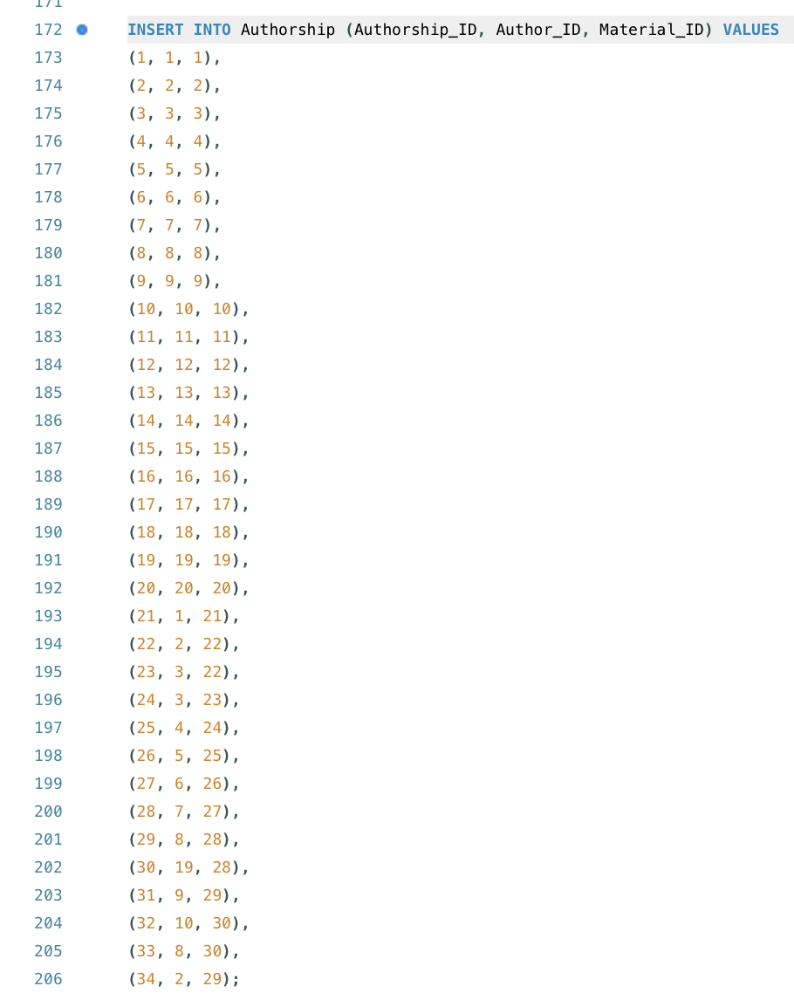 171
172 INSERT INTO Authorship (Authorship_ID, Author_ID, Material_ID) VALUES
173 (1, 1, 1),
174 (2, 2, 2),
175 (3, 3, 3),
176 (4, 4, 4),
177 (5, 5, 5),
178 (6, 6, 6),
179 (7, 7, 7),
180 (8, 8, 8),
181 (9, 9, 9),
182 (10, 10, 10),
183 (11, 11, 11),
184 (12, 12, 12),
185 (13, 13, 13),
186 (14, 14, 14),
187 (15, 15, 15),
188 (16, 16, 16),
189 (17, 17, 17),
190 (18, 18, 18),
191 (19, 19, 19),
192 (20, 20, 20),
193 (21, 1, 21),
194 (22, 2, 22),
195 (23, 3, 22),
196 (24, 3, 23),
197 (25, 4, 24),
198 (26, 5, 25),
199 (27, 6, 26),
200 (28, 7, 27),
201 (29, 8, 28),
202 (30, 19, 28),
203 (31, 9, 29),
204 (32, 10, 30),
205 (33, 8, 30),
206 (34, 2, 29);